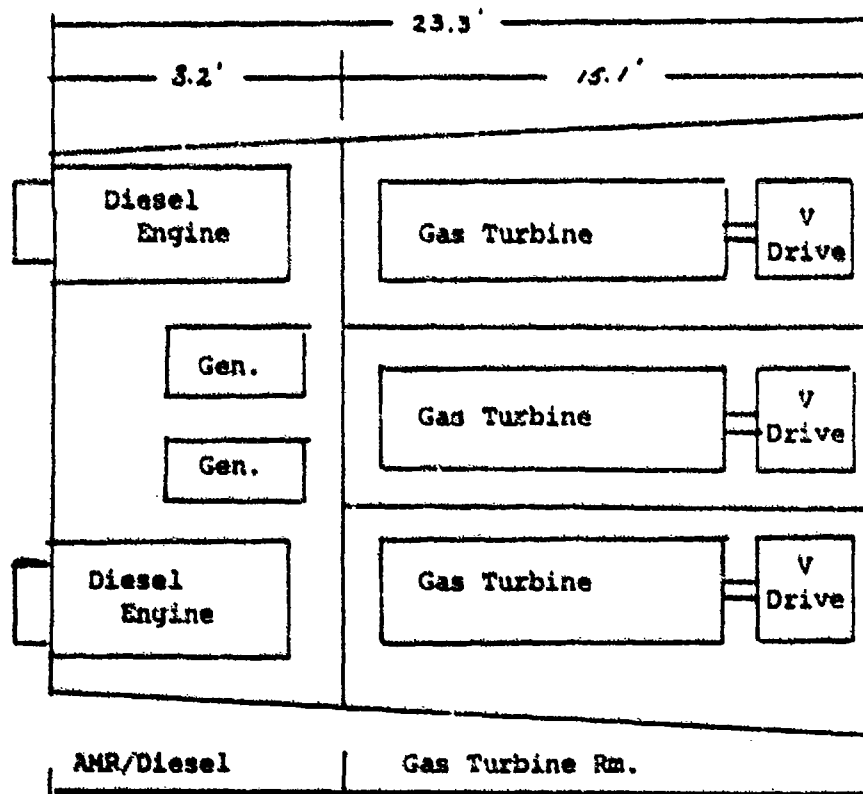 23.3'
8.2'
15.1'
Diesel
Engine
Gas Turbine
V
Drive
Gen.
Gas Turbine
V
Drive
Gen.
Diesel
Engine
Gas Turbine
V
Drive
AMR/Diesel
Gas Turbine Rm.